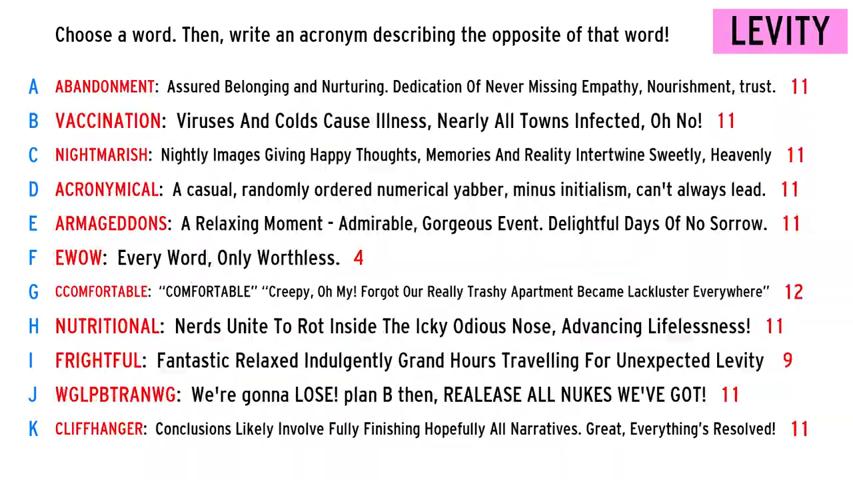 Choose a word. Then, write an acronym describing the opposite of that word!
LEVITY
A ABANDONMENT: Assured Belonging and Nurturing. Dedication Of Never Missing Empathy, Nourishment, trust. 11
B VACCINATION: Viruses And Colds Cause Illness, Nearly All Towns Infected, Oh No! 11
C NIGHTMARISH: Nightly Images Giving Happy Thoughts, Memories And Reality Intertwine Sweetly, Heavenly 11
D ACRONYMICAL: A casual, randomly ordered numerical yabber, minus initialism, can't always lead. 11
E ARMAGEDDONS: A Relaxing Moment - Admirable, Gorgeous Event. Delightful Days Of No Sorrow. 11
F EWOW: Every Word, Only Worthless. 4
G CCOMFORTABLE: “COMFORTABLE” “Creepy, Oh My! Forgot Our Really Trashy Apartment Became Lackluster Everywhere” 12
H NUTRITIONAL: Nerds Unite To Rot Inside The Icky Odious Nose, Advancing Lifelessness! 11
I FRIGHTFUL: Fantastic Relaxed Indulgently Grand Hours Travelling For Unexpected Levity 9
J WGLPBTRANWG: We're gonna LOSE! plan B then, REALEASE ALL NUKES WE'VE GOT! 11
K CLIFFHANGER: Conclusions Likely Involve Fully Finishing Hopefully All Narratives. Great, Everything's Resolved! 11